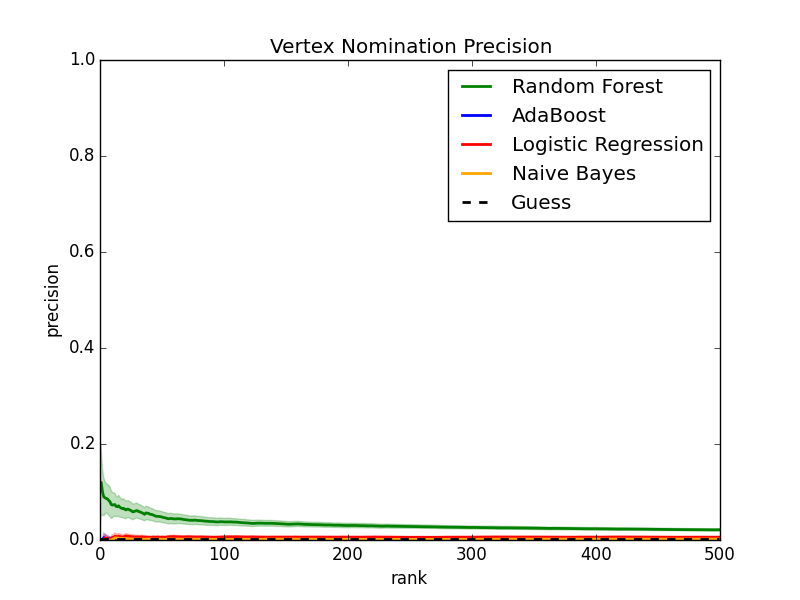 Vertex Nomination Precision
1.0
0.8
0.6
0.4
0.2
0.0
precision
Random Forest
AdaBoost
Logistic Regression
Naive Bayes
Guess
0 100 200 300 400 500
rank